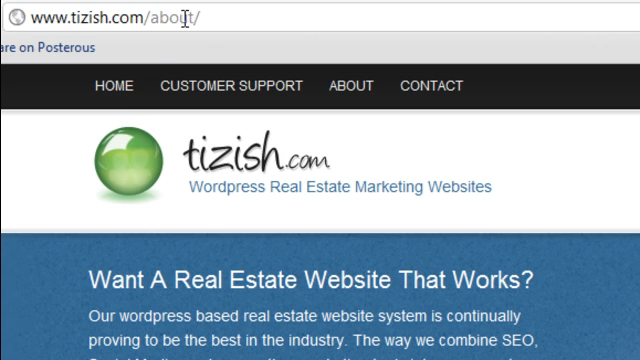 www.tizish.com/about/
are on Posterous
HOME CUSTOMER SUPPORT ABOUT CONTACT
tizish.com
Wordpress Real Estate Marketing Websites
Want A Real Estate Website That Works?
Our wordpress based real estate website system is continually
proving to be the best in the industry. The way we combine SEO,